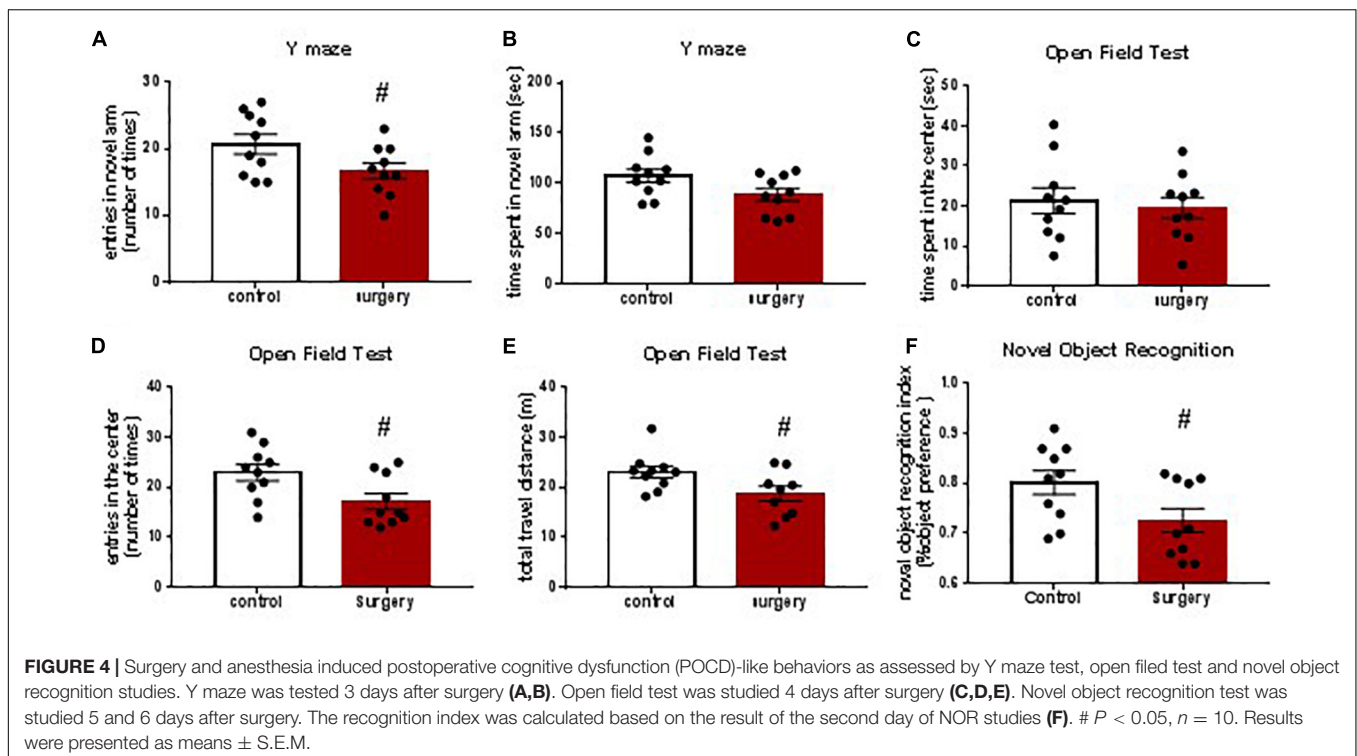 A
Y maze
entries in novel arm
(number of times)
30
20
10
0
#
control
surgery
B
Y maze
time spent in novel arm (sec)
200
150
100
50
0
control
surgery
C
Open Field Test
time spent in the center (sec)
50
40
30
20
10
0
control
surgery
D
Open Field Test
entries in the center
(number of times)
40
30
20
10
0
#
control
Surgery
E
Open Field Test
total travel distance (m)
40
30
20
10
0
#
control
surgery
F
Novel Object Recognition
noval object recognition index
(%object preference )
1.0
0.9
0.8
0.7
0.6
#
Control
Surgery
FIGURE 4 | Surgery and anesthesia induced postoperative cognitive dysfunction (POCD)-like behaviors as assessed by Y maze test, open filed test and novel object
recognition studies. Y maze was tested 3 days after surgery (A,B). Open field test was studied 4 days after surgery (C,D,E). Novel object recognition test was
studied 5 and 6 days after surgery. The recognition index was calculated based on the result of the second day of NOR studies (F). # P < 0.05, n = 10. Results
were presented as means ± S.E.M.